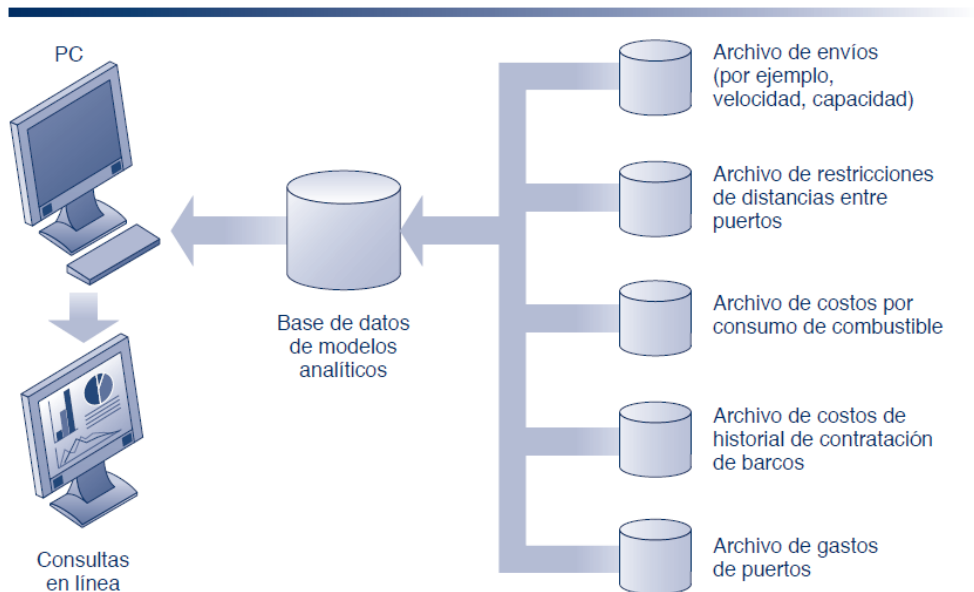 PC
Archivo de envíos
(por ejemplo,
velocidad, capacidad)
Archivo de restricciones
de distancias entre
puertos
Base de datos
de modelos
analíticos
Archivo de costos por
consumo de combustible
Archivo de costos de
historial de contratación
de barcos
Archivo de gastos
de puertos
Consultas
en línea